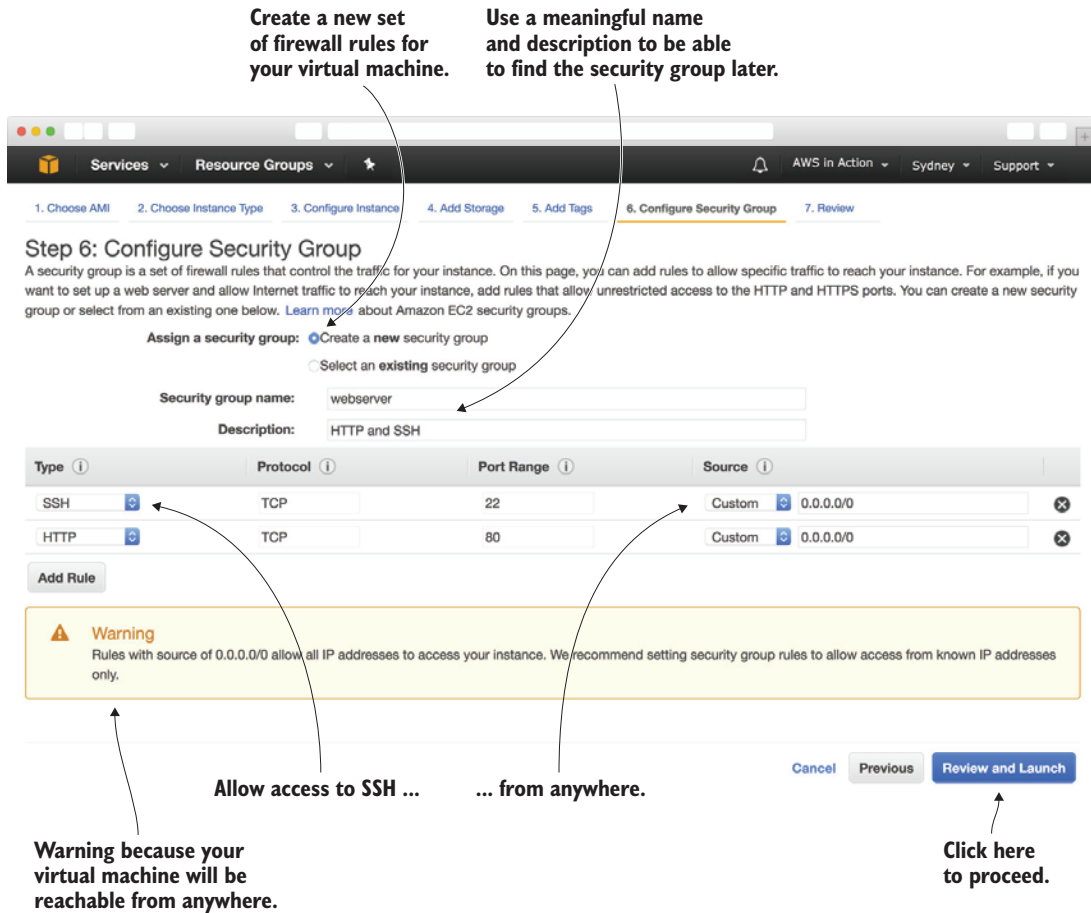 Create a new set
of firewall rules for
your virtual machine.
Use a meaningful name
and description to be able
to find the security group later.
Services Resource Groups AWS in Action Sydney Support
1. Choose AMI 2. Choose Instance Type 3. Configure Instance 4. Add Storage 5. Add Tags 6. Configure Security Group 7. Review
Step 6: Configure Security Group
A security group is a set of firewall rules that control the traffic for your instance. On this page, you can add rules to allow specific traffic to reach your instance. For example, if you
want to set up a web server and allow Internet traffic to reach your instance, add rules that allow unrestricted access to the HTTP and HTTPS ports. You can create a new security
group or select from an existing one below. Learn more about Amazon EC2 security groups.
Assign a security group: Create a new security group
Select an existing security group
Security group name: webserver
Description: HTTP and SSH
Type i Protocol i Port Range i Source i
SSH TCP 22 Custom 0.0.0.0/0
HTTP TCP 80 Custom 0.0.0.0/0
Add Rule
Warning
Rules with source of 0.0.0.0/0 allow all IP addresses to access your instance. We recommend setting security group rules to allow access from known IP addresses
only.
Cancel Previous Review and Launch
Allow access to SSH ... ... from anywhere.
Warning because your
virtual machine will be
reachable from anywhere.
Click here
to proceed.